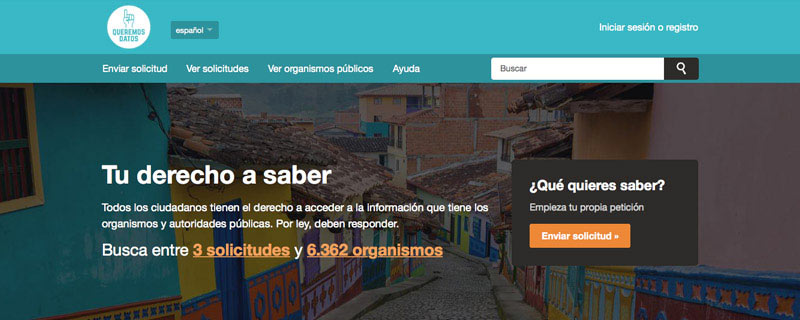 QUEREMOS
DATOS
español
Iniciar sesión o registro
Enviar solicitud
Ver solicitudes
Ver organismos públicos
Ayuda
Buscar
Tu derecho a saber
Todos los ciudadanos tienen el derecho a acceder a la información que tiene los
organismos y autoridades públicas. Por ley, deben responder.
Busca entre 3 solicitudes y 6.362 organismos
¿Qué quieres saber?
Empieza tu propia petición
Enviar solicitud »